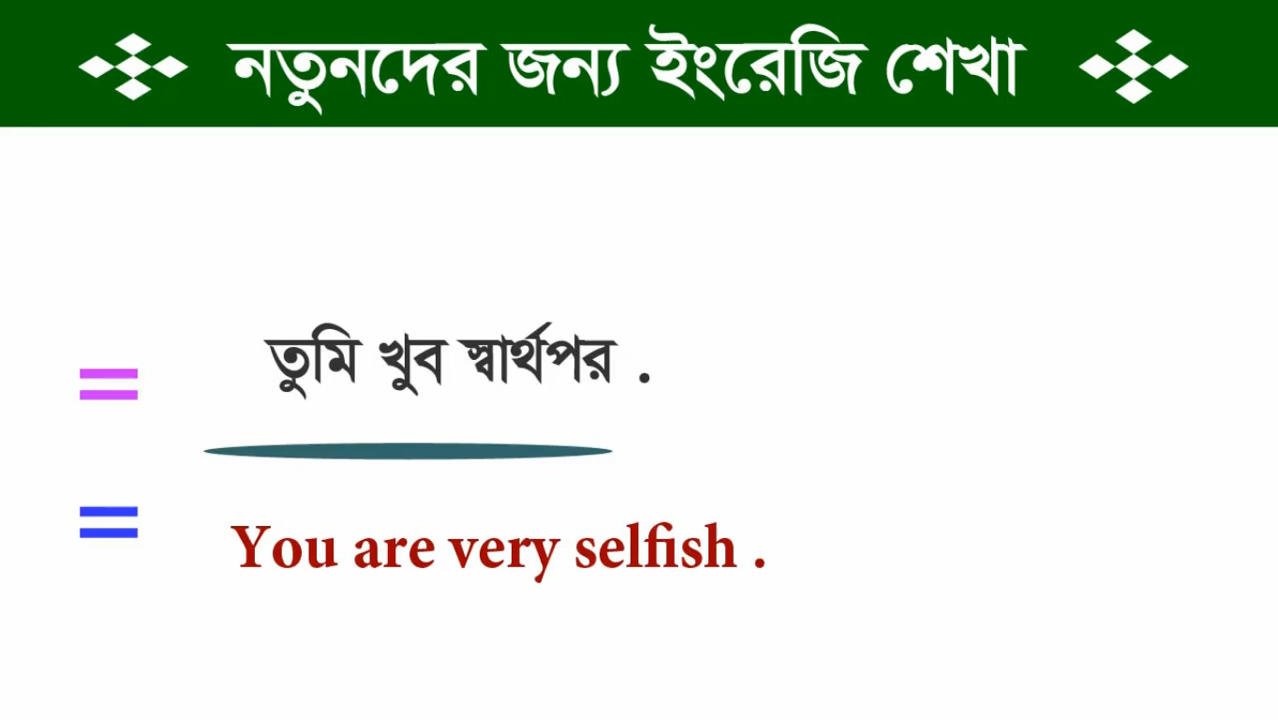 নতুনদের জন্য ইংরেজি শেখা
= তুমি খুব স্বার্থপর .
= You are very selfish .